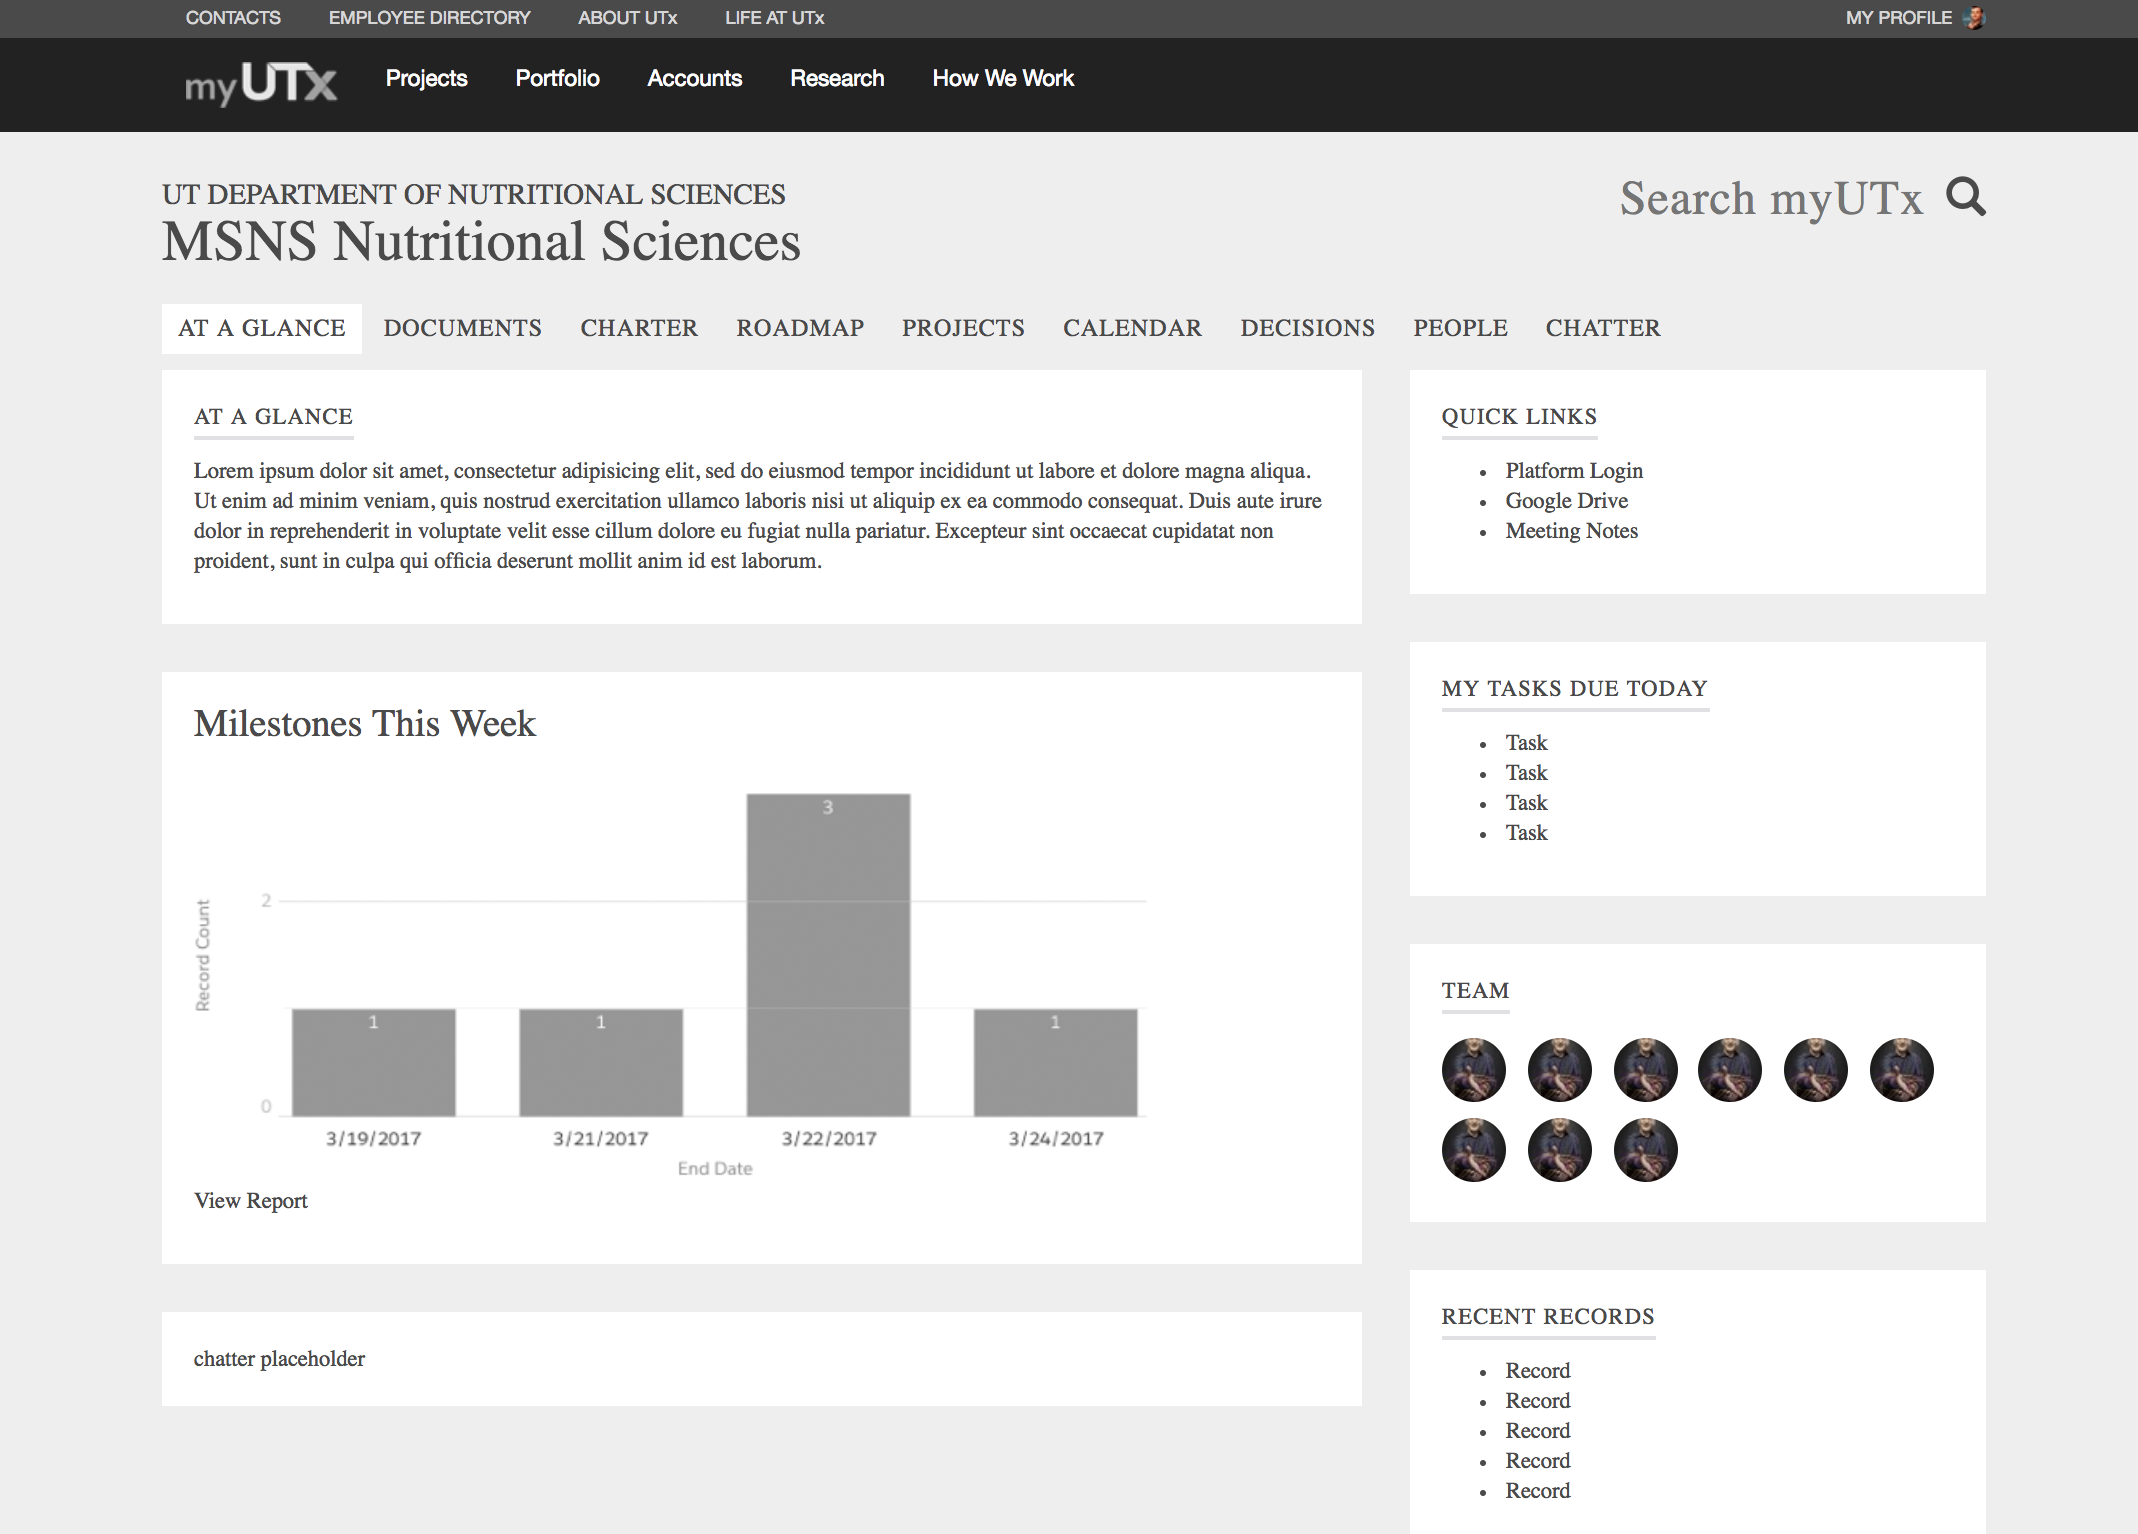 CONTACTS EMPLOYEE DIRECTORY ABOUT UTx LIFE AT UTx MY PROFILE
myUTx Projects Portfolio Accounts Research How We Work
UT DEPARTMENT OF NUTRITIONAL SCIENCES
MSNS Nutritional Sciences
Search myUTx
AT A GLANCE DOCUMENTS CHARTER ROADMAP PROJECTS CALENDAR DECISIONS PEOPLE CHATTER
AT A GLANCE
Lorem ipsum dolor sit amet, consectetur adipisicing elit, sed do eiusmod tempor incididunt ut labore et dolore magna aliqua.
Ut enim ad minim veniam, quis nostrud exercitation ullamco laboris nisi ut aliquip ex ea commodo consequat. Duis aute irure
dolor in reprehenderit in voluptate velit esse cillum dolore eu fugiat nulla pariatur. Excepteur sint occaecat cupidatat non
proident, sunt in culpa qui officia deserunt mollit anim id est laborum.
Milestones This Week
3
2
Record Count
1 1 1
0
3/19/2017 3/21/2017 3/22/2017 3/24/2017
End Date
View Report
chatter placeholder
QUICK LINKS
• Platform Login
• Google Drive
• Meeting Notes
MY TASKS DUE TODAY
• Task
• Task
• Task
• Task
TEAM
RECENT RECORDS
• Record
• Record
• Record
• Record
• Record